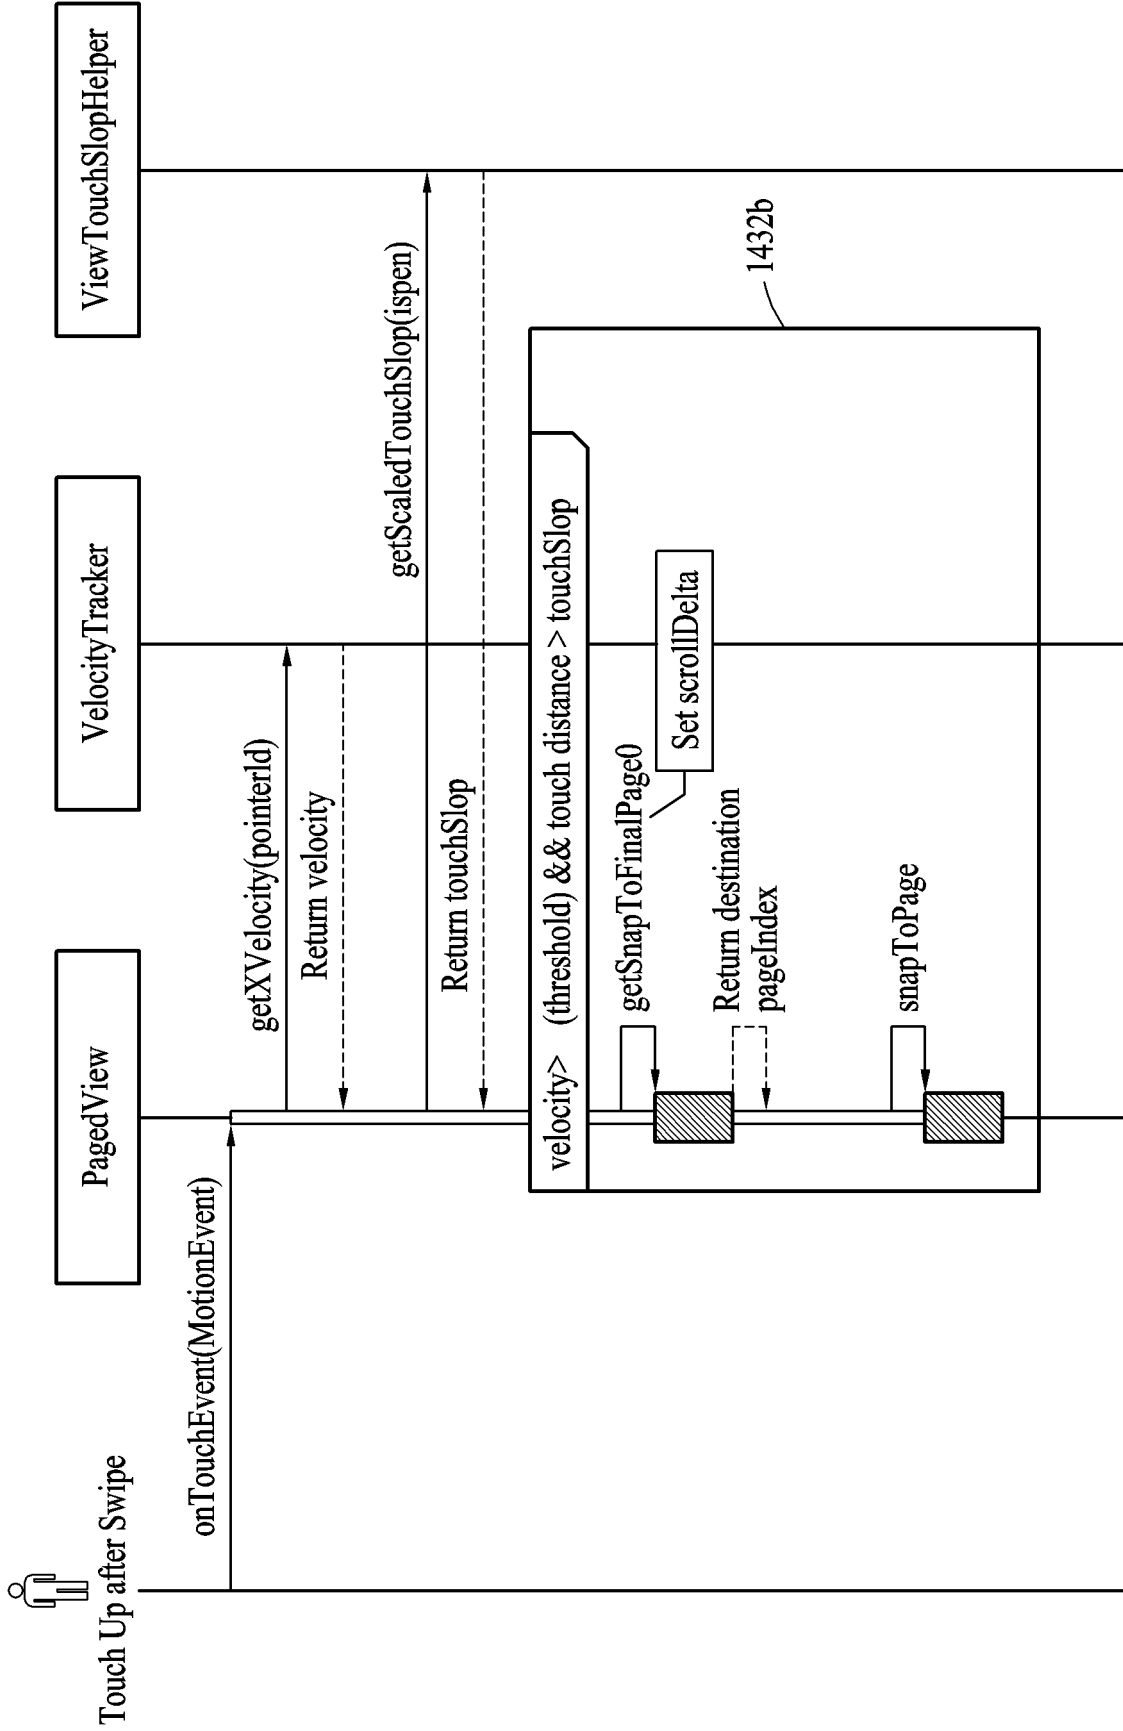 Touch Up after Swipe
PagedView
VelocityTracker
ViewTouchSlopHelper
onTouchEvent(MotionEvent)
getXVelocity(pointerId)
Return velocity
getScaledTouchSlop(ispen)
Return touchSlop
velocity> (threshold) && touch distance > touchSlop
getSnapToFinalPage0
Set scrollDelta
Return destination
pageIndex
snapToPage
1432b